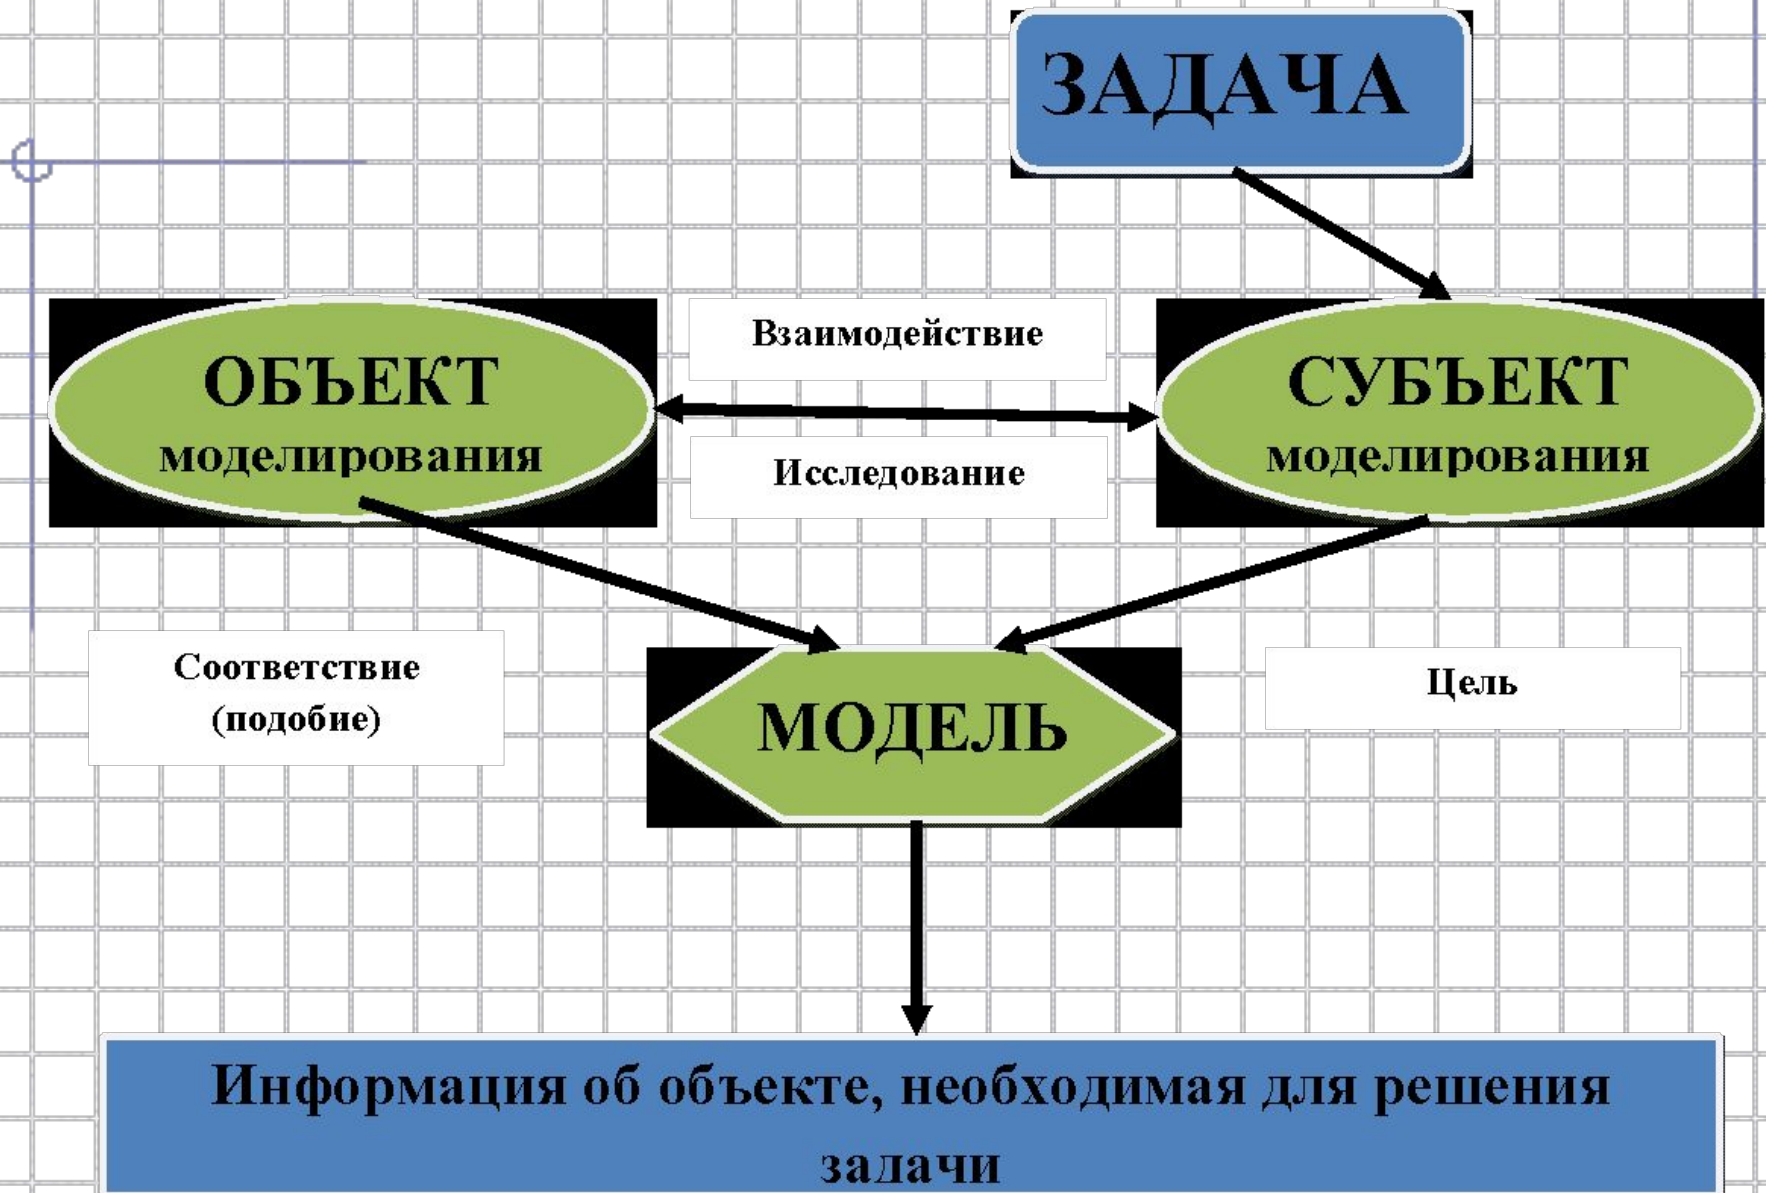 ЗАДАЧА
Взаимодействие
ОБЪЕКТ
моделирования
СУБЪЕКТ
моделирования
Исследование
Соответствие
(подобие)
МОДЕЛЬ
Цель
Информация об объекте, необходимая для решения
задачи